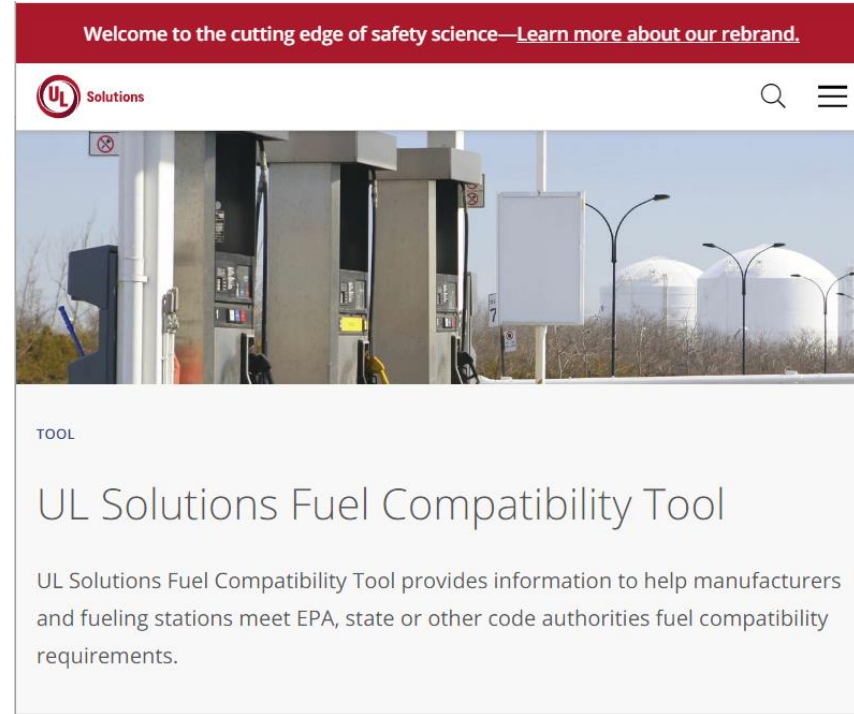 Welcome to the cutting edge of safety science—Learn more about our rebrand.
UL Solutions
TOOL
UL Solutions Fuel Compatibility Tool
UL Solutions Fuel Compatibility Tool provides information to help manufacturers
and fueling stations meet EPA, state or other code authorities fuel compatibility
requirements.